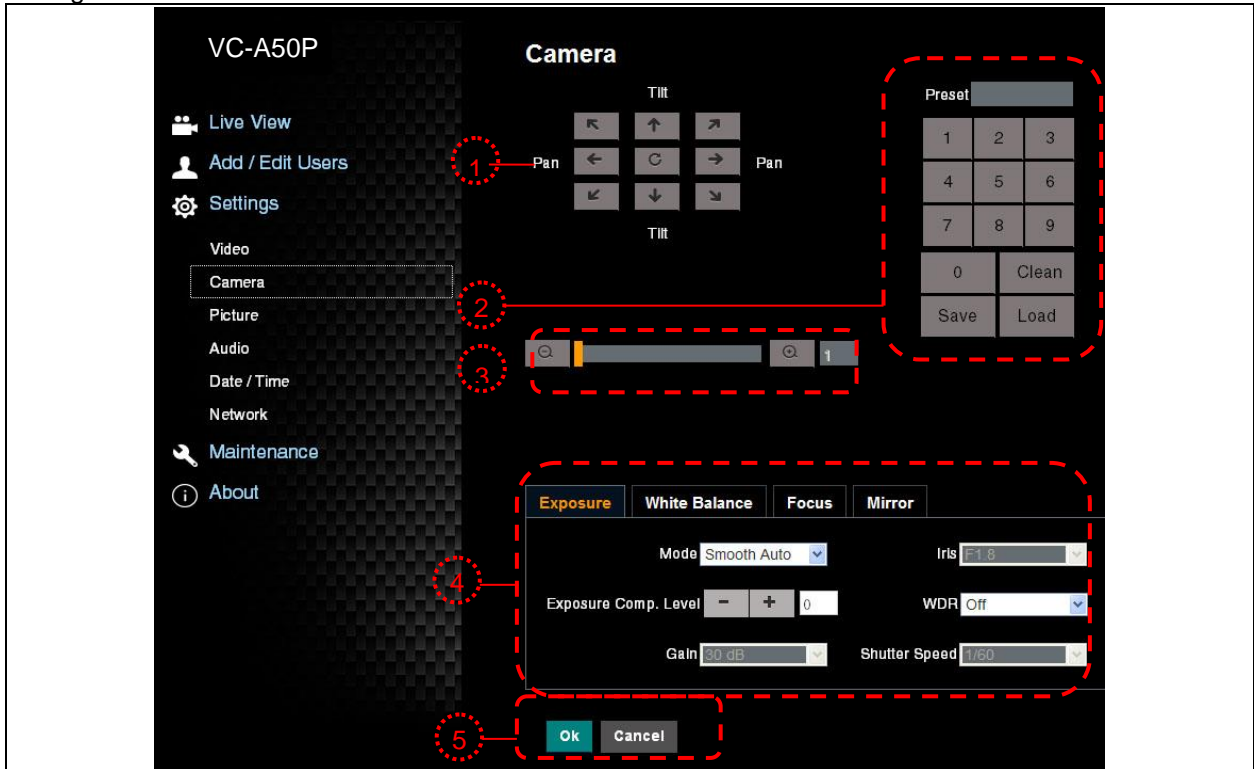 VC-A50P
Live View
Add / Edit Users
Settings
Video
Camera
Picture
Audio
Date / Time
Network
Maintenance
About
Camera
Tilt
1
Pan
Pan
Tilt
2
Preset
1 2 3
4 5 6
7 8 9
0 Clean
Save Load
3
1
4
Exposure White Balance Focus Mirror
Mode Smooth Auto Iris F1.8
Exposure Comp. Level - + 0 WDR Off
Gain 30 dB Shutter Speed 1/60
5
Ok Cancel